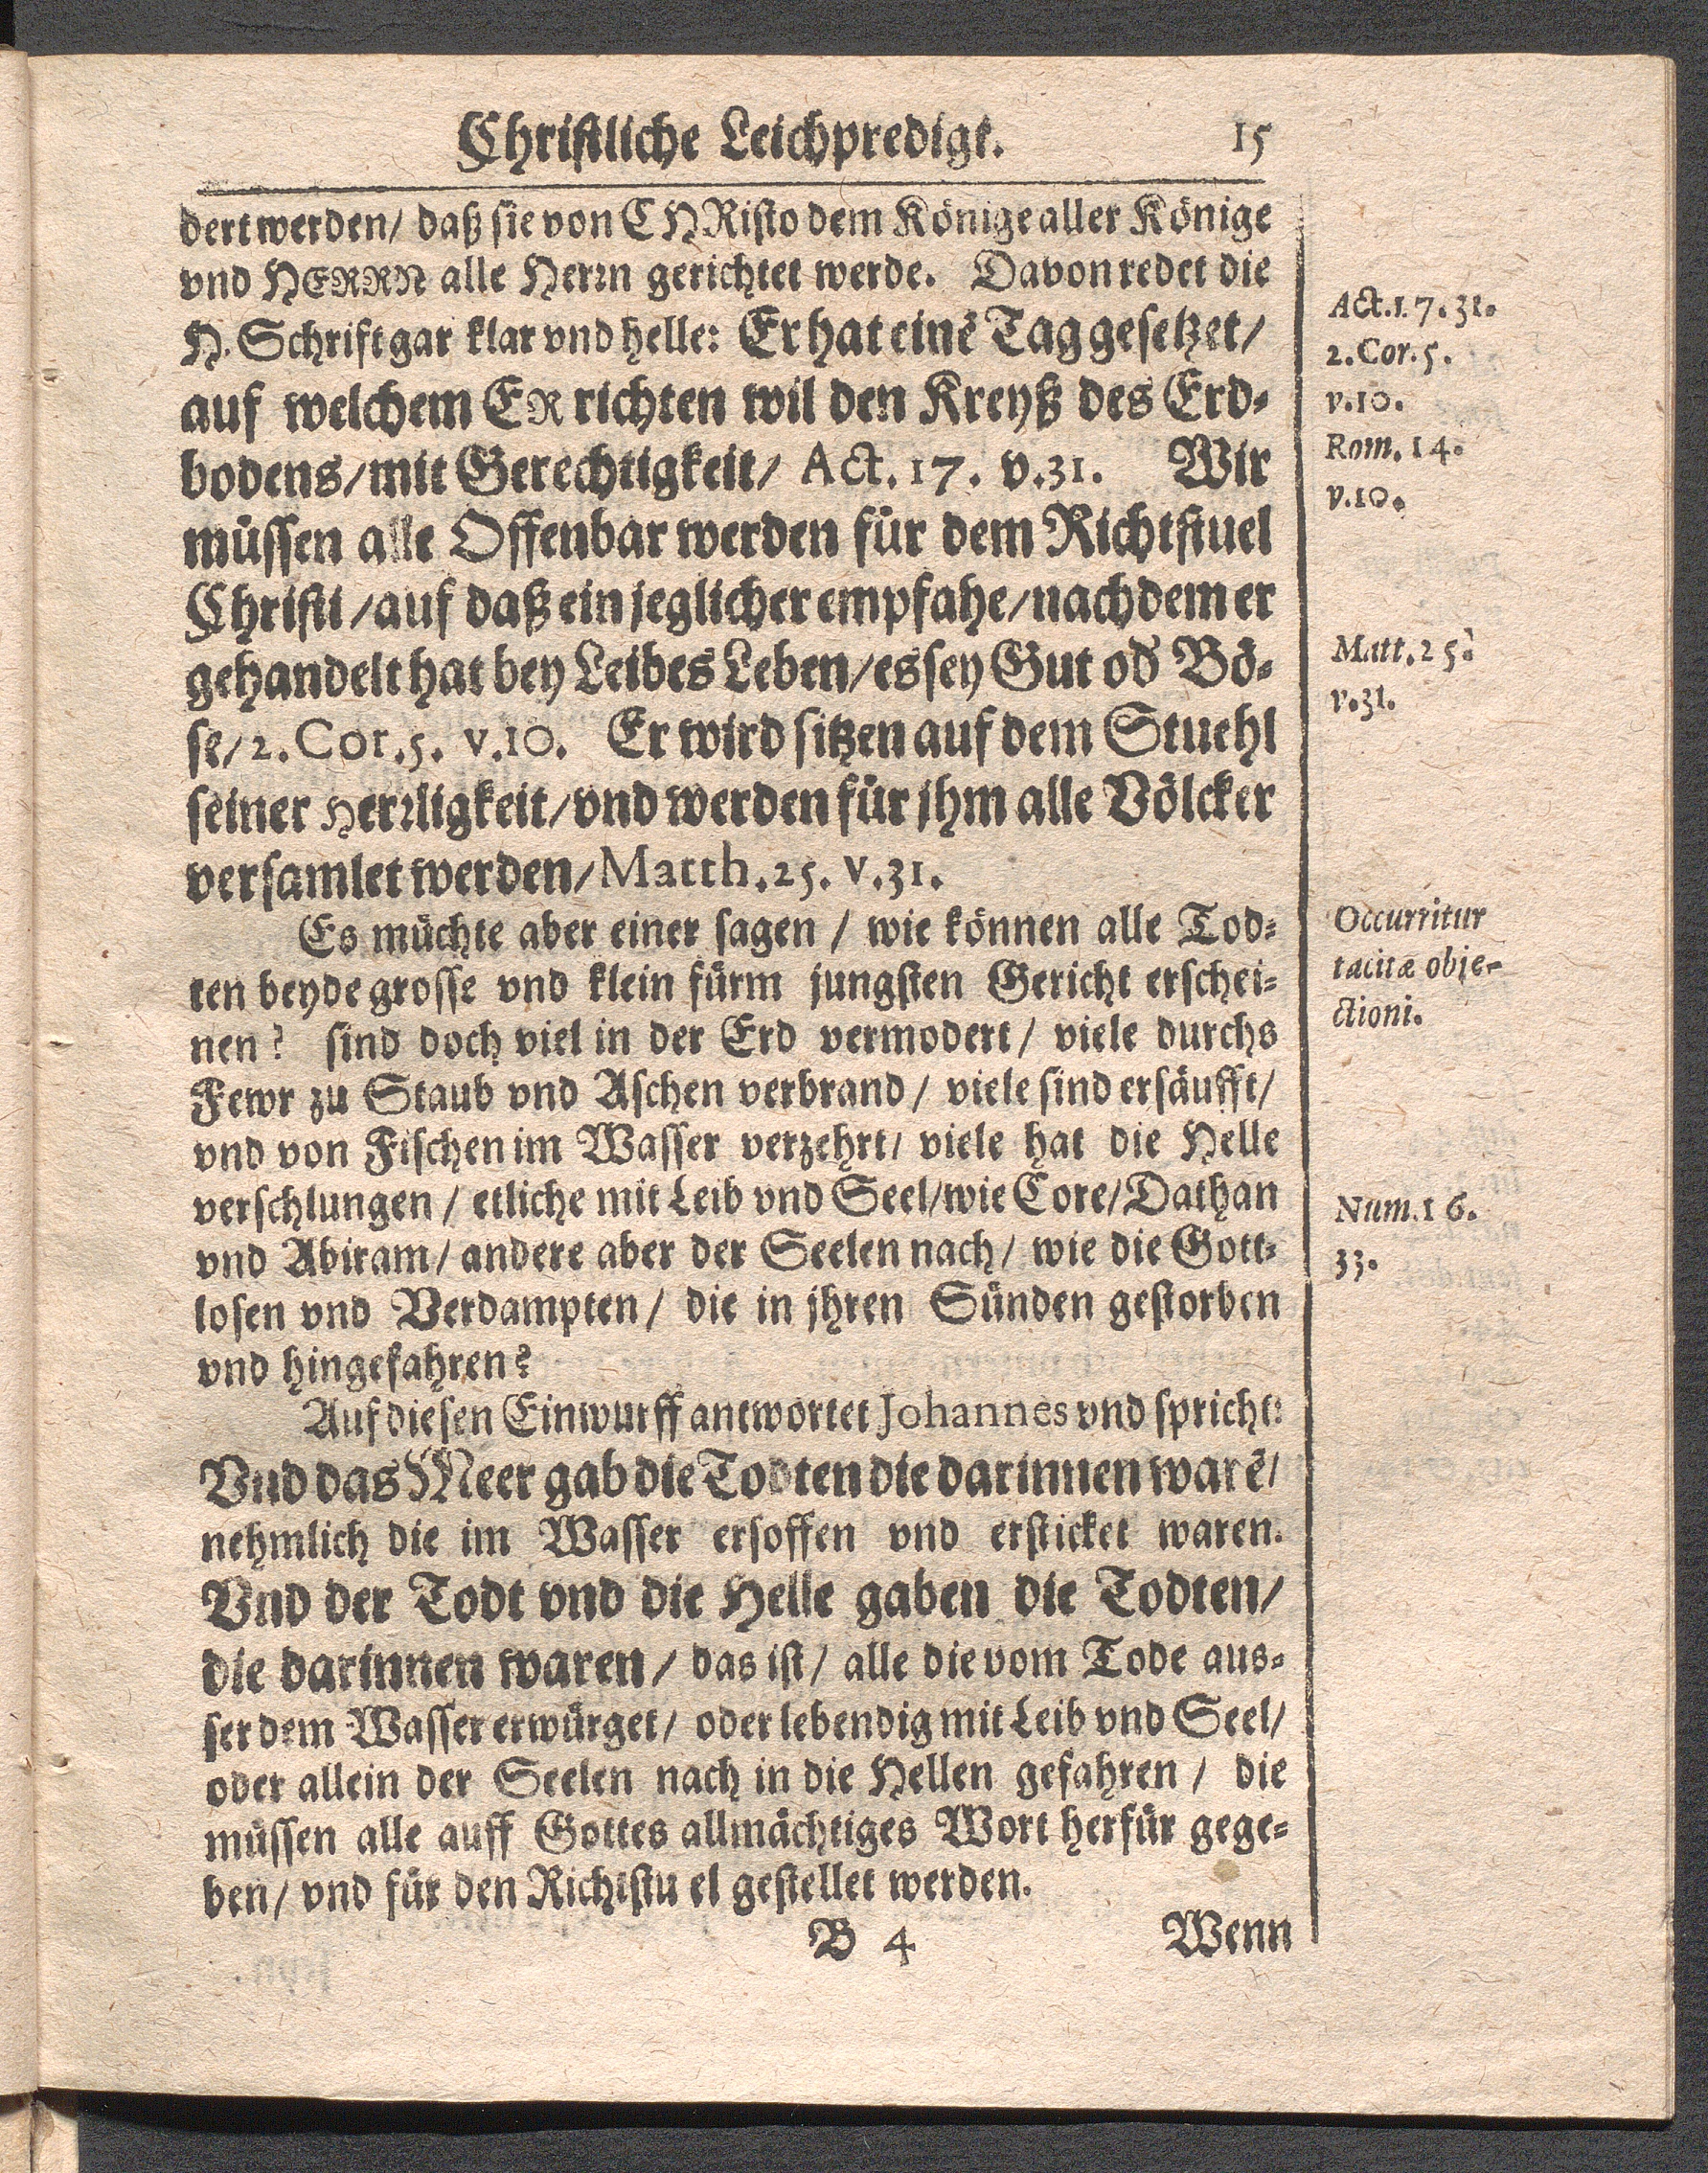 Christliche Leichpredigt. 15
dert werden/ daß sie von CHRisto dem Könige aller Könige
vnd HERRN alle Herꝛn gerichtet werde. Davon redet die
H. Schrift gar klar vnd helle: Er hat einẽ Tag gesetzet/
auf welchem ER richten wil den Kreyß des Erd-
bodens/mit Gerechtigkeit/ Act. 17. v.31. Wir
müssen alle Offenbar werden für dem Richtstuel
Christi/auf daß ein jeglicher empfahe/nachdem er
gehandelt hat bey Leibes Leben/es sey Gut od̃ Bö-
se/2. Cor.5. v.10. Er wird sitzen auf dem Stuehl
seiner Herꝛligkeit/vnd werden für jhm alle Völcker
versamlet werden/Matth.25. v.31.
Es müchte aber einer sagen / wie können alle Tod-
ten beyde grosse vnd klein fürm jungsten Gericht erschei-
nen? sind doch viel in der Erd vermodert/ viele durchs
Fewr zu Staub vnd Aschen verbrand/ viele sind ersäufft/
vnd von Fischen im Wasser verzehrt/ viele hat die Helle
verschlungen/ etliche mit Leib vnd Seel/wie Core/Dathan
vnd Abiram/ andere aber der Seelen nach/ wie die Gott-
losen vnd Verdampten/ die in jhren Sünden gestorben
vnd hingefahren?
Auf diesen Einwurff antwortet Johannes vnd spricht:
Vnd das Meer gab die Todten die darinnen warẽ/
nehmlich die im Wasser ersoffen vnd ersticket waren.
Vnd der Todt vnd die Helle gaben die Todten/
die darinnen waren/ das ist/ alle die vom Tode aus-
ser dem Wasser erwürget/ oder lebendig mit Leib vnd Seel/
oder allein der Seelen nach in die Hellen gefahren / die
müssen alle auff Gottes allmächtiges Wort herfür gege-
ben/ vnd für den Richtstu el gestellet werden.
B 4 Wenn
Act.1.7.31.
2.Cor.5.
v.10.
Rom.14.
v.10.
Matt.25.
v.31.
Occurritur
tacitæ obje-
ctioni.
Num.16.
33.